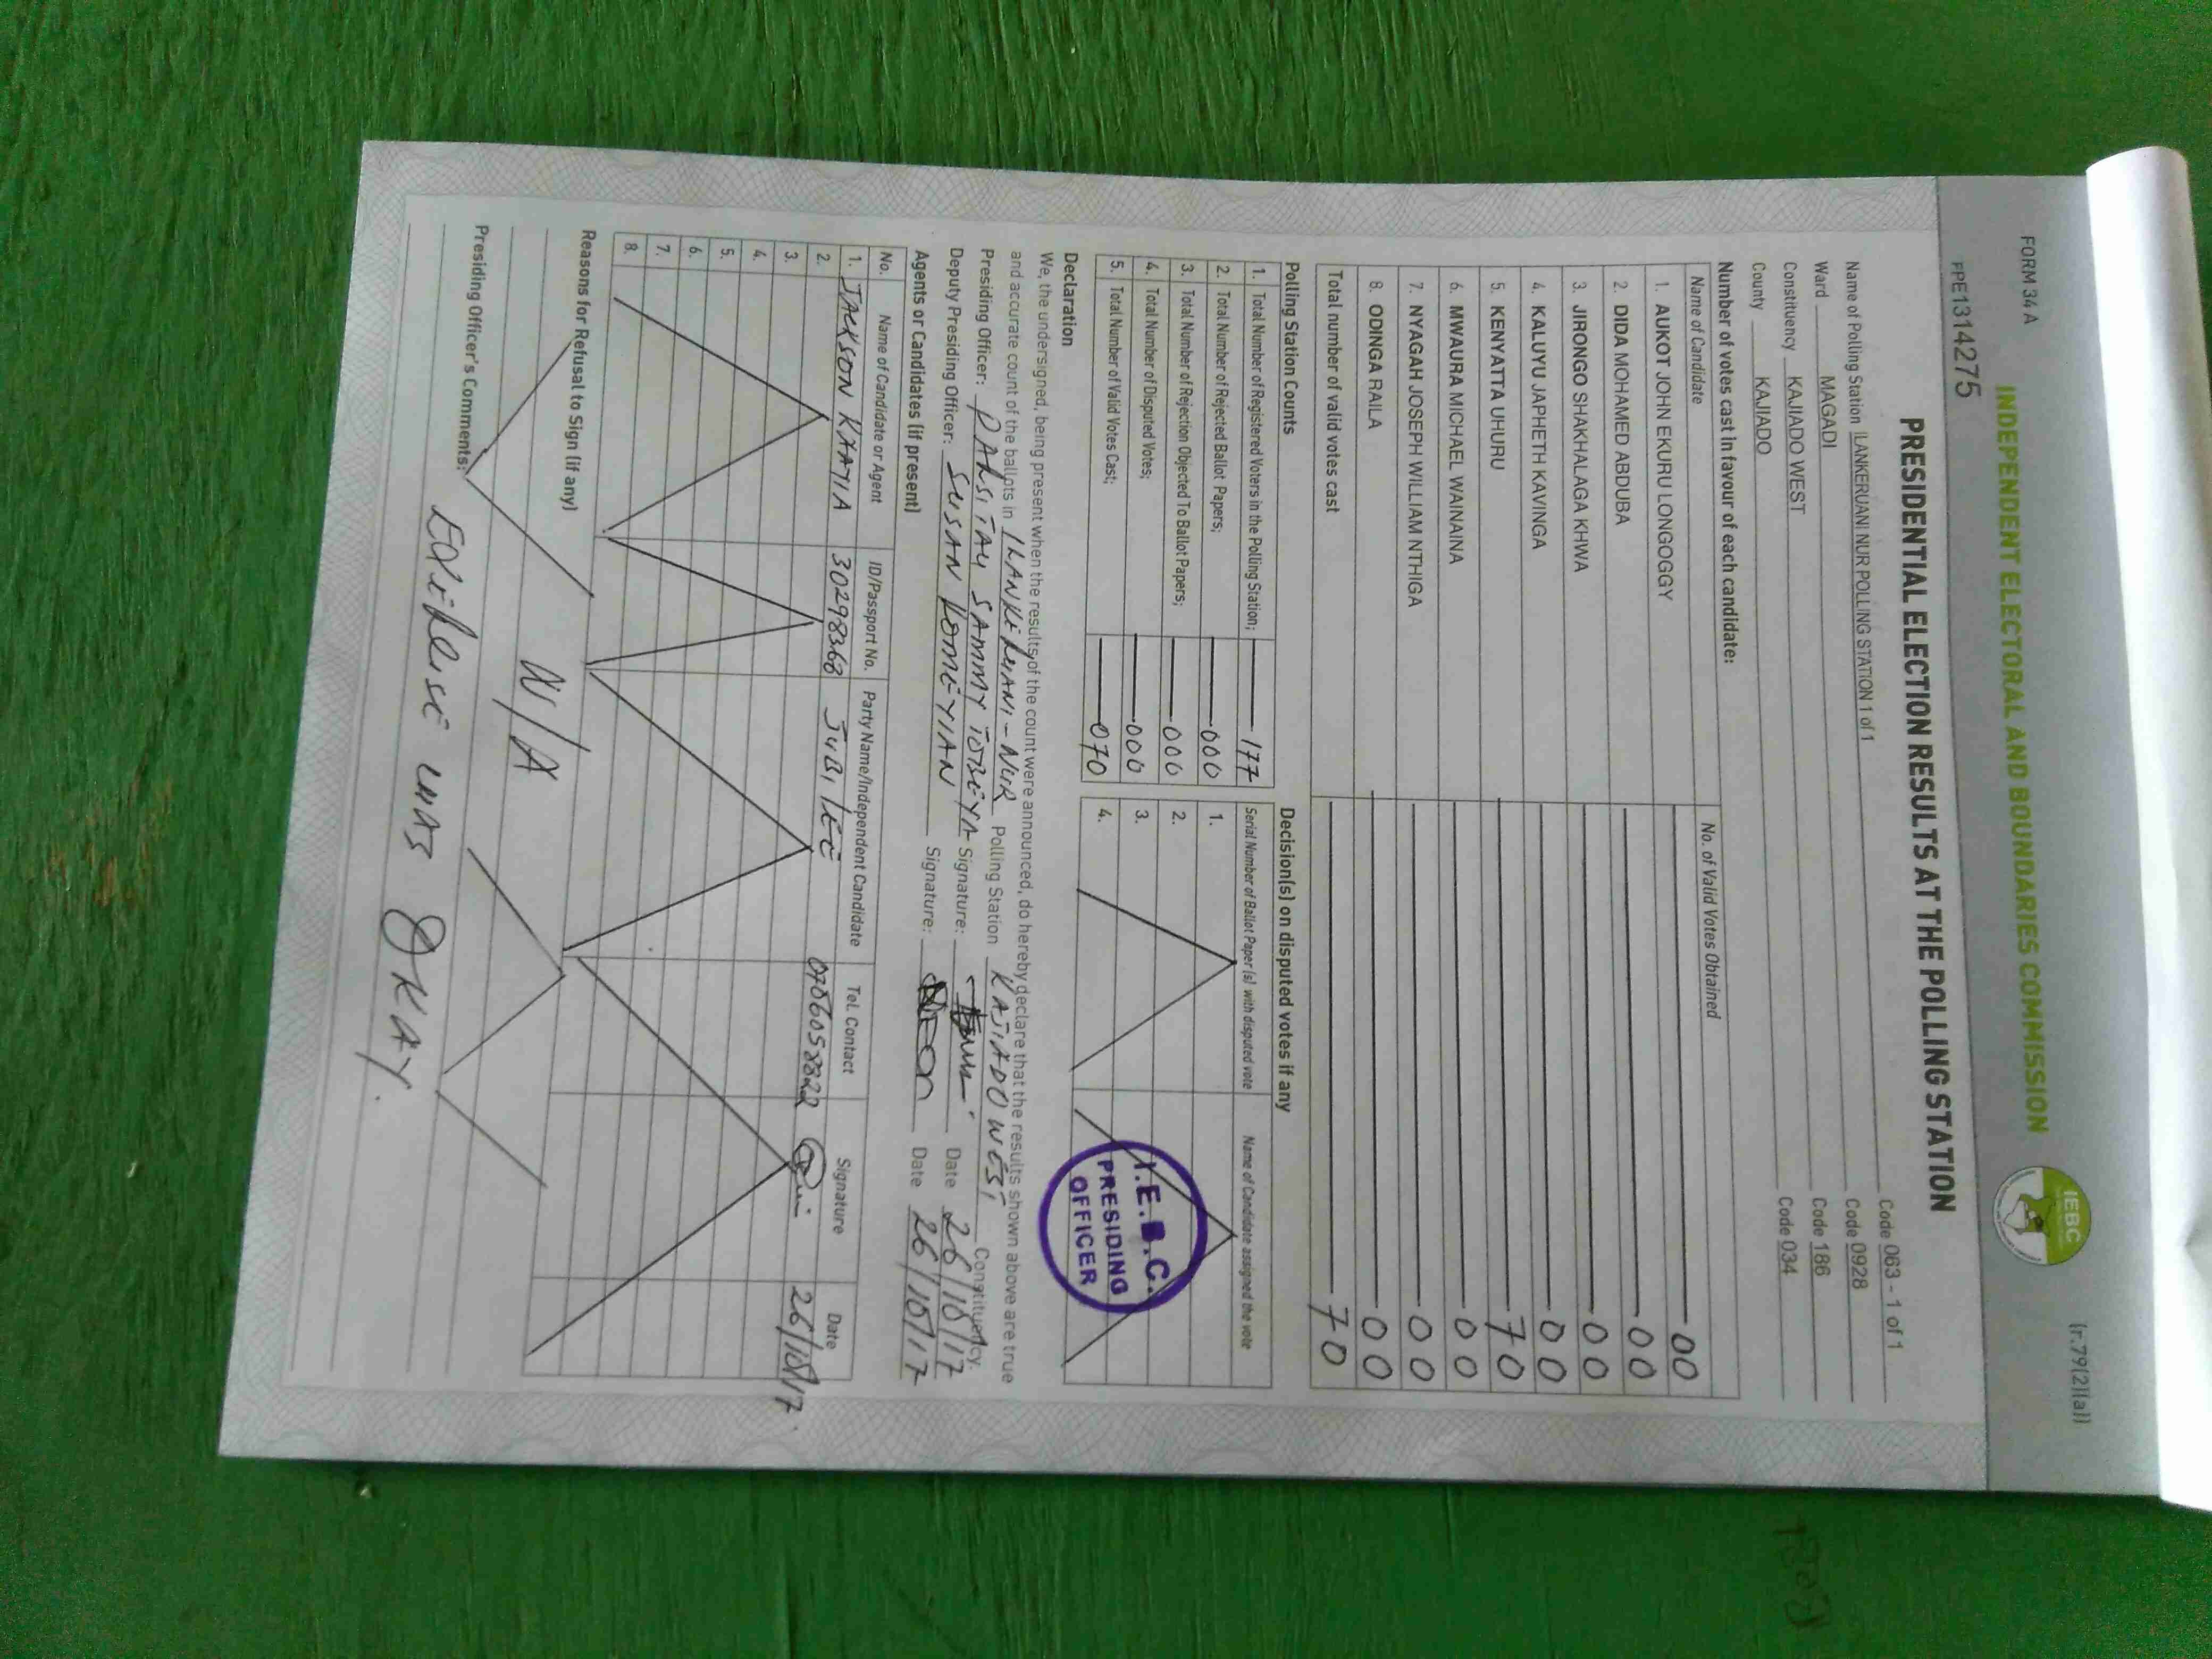 FORM 34 A
(r.79(2)(a))
INDEPENDENT ELECTORAL AND BOUNDARIES COMMISSION
IEBC
FPE1314275
PRESIDENTIAL ELECTION RESULTS AT THE POLLING STATION
Name of Polling Station ILANKERUANI NUR POLLING STATION 1 of 1 Code 063 - 1 of 1
Ward MAGADI Code 0928
Constituency KAJIADO WEST Code 186
County KAJIADO Code 034
Number of votes cast in favour of each candidate:
Name of Candidate No. of Valid Votes Obtained
1. AUKOT JOHN EKURU LONGOGGY 00
2. DIDA MOHAMED ABDUBA 00
3. JIRONGO SHAKHALAGA KHWA 00
4. KALUYU JAPHETH KAVINGA 00
5. KENYATTA UHURU 70
6. MWAURA MICHAEL WAINAINA 00
7. NYAGAH JOSEPH WILLIAM NTHIGA 00
8. ODINGA RAILA 00
Total number of valid votes cast 70
Polling Station Counts
1. Total Number of Registered Voters in the Polling Station; 177
2. Total Number of Rejected Ballot Papers; 000
3. Total Number of Rejection Objected To Ballot Papers; 000
4. Total Number of Disputed Votes; 000
5. Total Number of Valid Votes Cast; 070
Decision(s) on disputed votes if any
Serial Number of Ballot Paper (s) with disputed vote Name of Candidate assigned the vote
1.
2.
3.
4.
I.E.B.C.
PRESIDING
OFFICER
Declaration
We, the undersigned, being present when the results of the count were announced, do hereby declare that the results shown above are true
and accurate count of the ballots in ILANKERUANI-NUR Polling Station KAJIADO WEST Constituency.
Presiding Officer: SAMMY Signature: Date 26/10/17
Deputy Presiding Officer: SUSAN KOMEYIAN Signature: Date 26/10/17
Agents or Candidates (if present)
No. Name of Candidate or Agent ID/Passport No. Party Name/Independent Candidate Tel. Contact Signature Date
1. JACKSON KATATIA 30298368 JUBILEE 0706058822 26/10/17.
2.
3.
4.
5.
6.
7.
8.
Reasons for Refusal to Sign (if any)
N/A
Presiding Officer's Comments:
WAS OKAY.